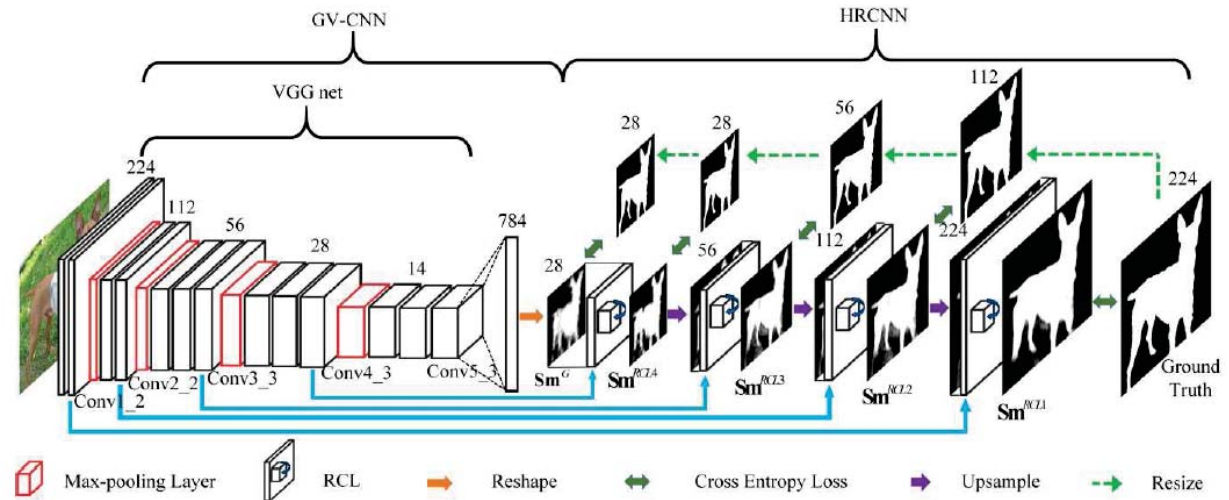 GV-CNN
HRCNN
VGG net
112
56
28
28
224
224
112
56
28
14
784
28
56
112
224
Conv1_2
Conv2_2
Conv3_3
Conv4_3
Conv5_3
Sm^G
Sm^RCL4
Sm^RCL3
Sm^RCL2
Sm^RCL1
Ground
Truth
Max-pooling Layer
RCL
Reshape
Cross Entropy Loss
Upsample
Resize